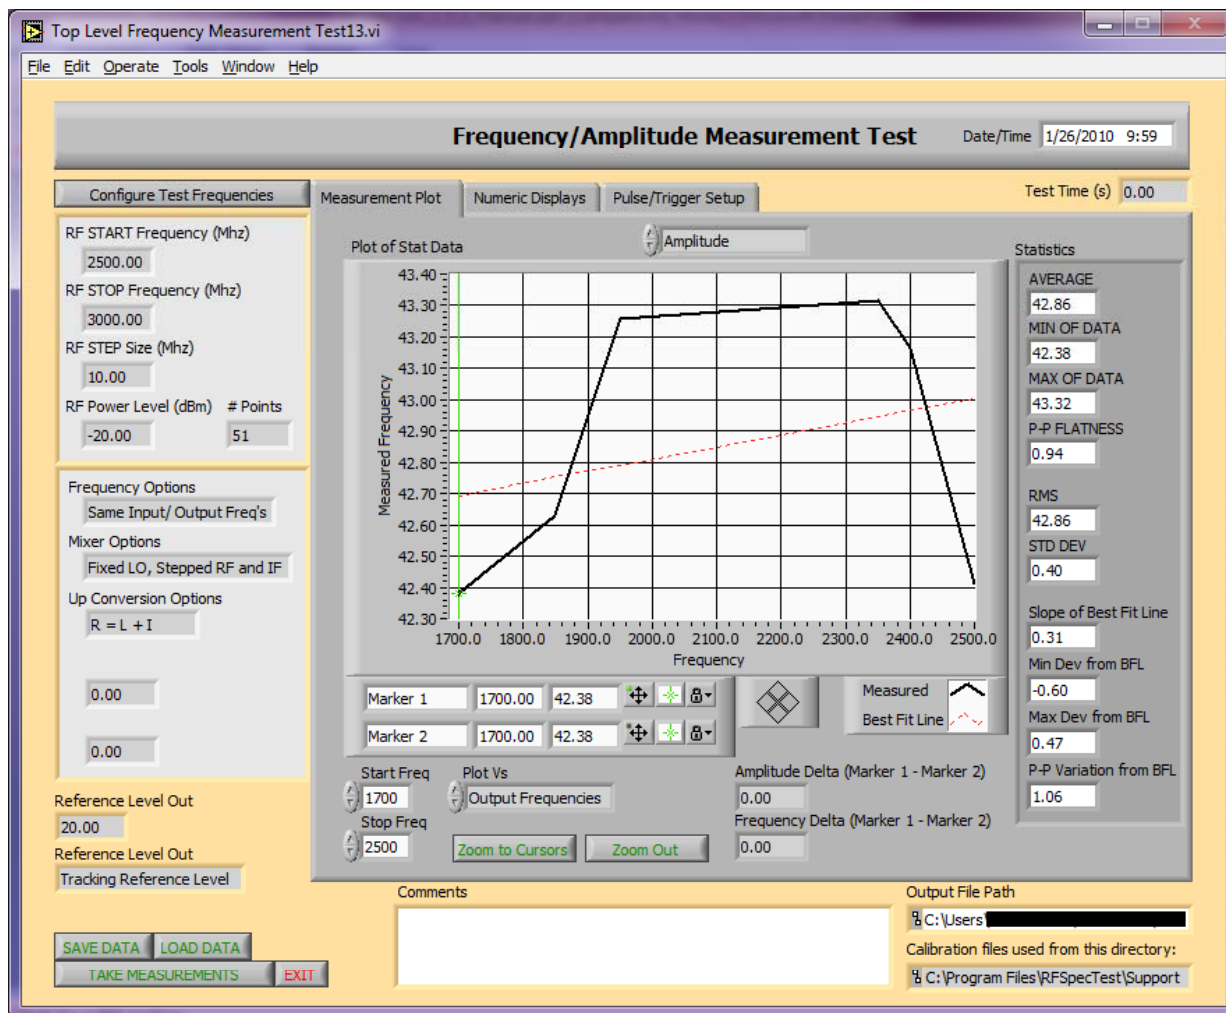 Top Level Frequency Measurement Test13.vi
File Edit Operate Tools Window Help
Frequency/Amplitude Measurement Test
Date/Time 1/26/2010 9:59
Configure Test Frequencies
Measurement Plot
Numeric Displays
Pulse/Trigger Setup
Test Time (s) 0.00
RF START Frequency (Mhz)
2500.00
RF STOP Frequency (Mhz)
3000.00
RF STEP Size (Mhz)
10.00
RF Power Level (dBm) # Points
-20.00 51
Frequency Options
Same Input/ Output Freq's
Mixer Options
Fixed LO, Stepped RF and IF
Up Conversion Options
R = L + I
0.00
0.00
Reference Level Out
20.00
Reference Level Out
Tracking Reference Level
SAVE DATA LOAD DATA
TAKE MEASUREMENTS EXIT
Plot of Stat Data
Amplitude
Measured Frequency
43.40
43.30
43.20
43.10
43.00
42.90
42.80
42.70
42.60
42.50
42.40
42.30
1700.0 1800.0 1900.0 2000.0 2100.0 2200.0 2300.0 2400.0 2500.0
Frequency
Marker 1 1700.00 42.38
Marker 2 1700.00 42.38
Measured
Best Fit Line
Start Freq
1700
Plot Vs
Output Frequencies
Stop Freq
2500
Zoom to Cursors Zoom Out
Amplitude Delta (Marker 1 - Marker 2)
0.00
Frequency Delta (Marker 1 - Marker 2)
0.00
Statistics
AVERAGE
42.86
MIN OF DATA
42.38
MAX OF DATA
43.32
P-P FLATNESS
0.94
RMS
42.86
STD DEV
0.40
Slope of Best Fit Line
0.31
Min Dev from BFL
-0.60
Max Dev from BFL
0.47
P-P Variation from BFL
1.06
Comments
Output File Path
C:\Users\
Calibration files used from this directory:
C:\Program Files\RFSpecTest\Support